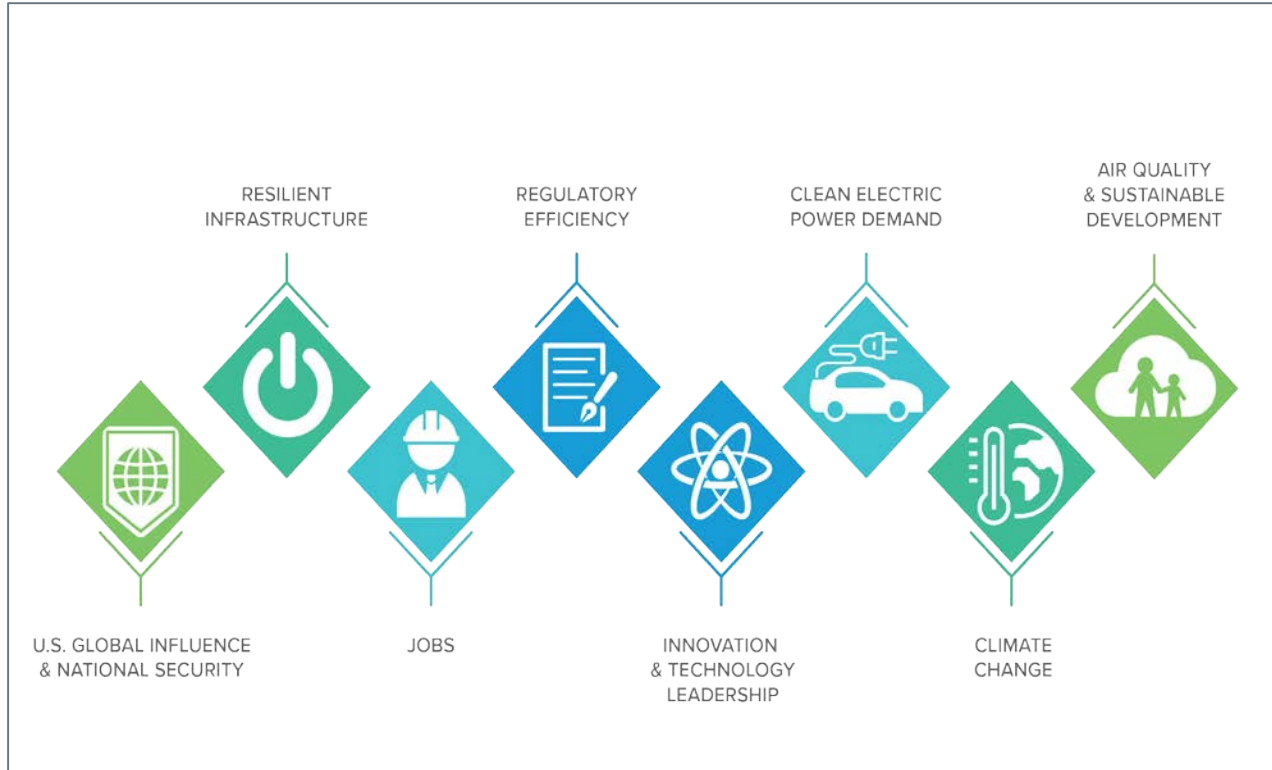 RESILIENT
INFRASTRUCTURE
REGULATORY
EFFICIENCY
CLEAN ELECTRIC
POWER DEMAND
AIR QUALITY
& SUSTAINABLE
DEVELOPMENT
U.S. GLOBAL INFLUENCE
& NATIONAL SECURITY
JOBS
INNOVATION
& TECHNOLOGY
LEADERSHIP
CLIMATE
CHANGE